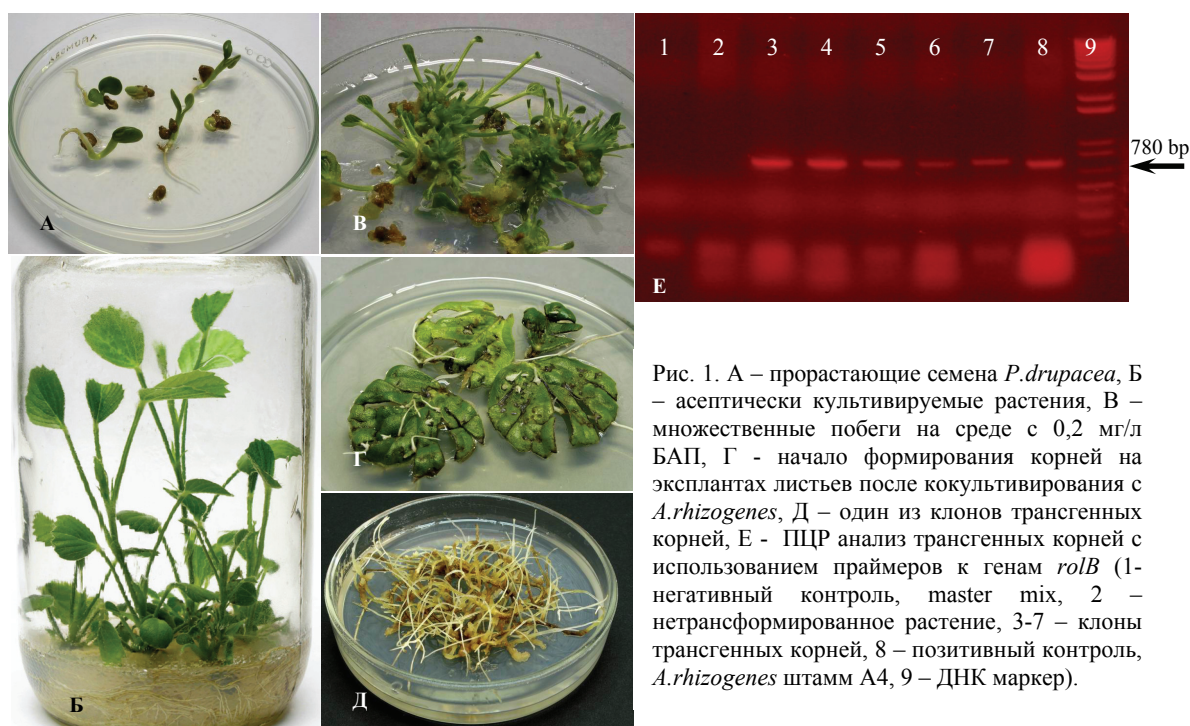 1 2 3 4 5 6 7 8 9
780 bp
А
В
Е
Б
Г
Д
Рис. 1. А – прорастающие семена P.drupacea, Б
– асептически культивируемые растения, В –
множественные побеги на среде с 0,2 мг/л
БАП, Г - начало формирования корней на
эксплантах листьев после кокультивирования с
A.rhizogenes, Д – один из клонов трансгенных
корней, Е - ПЦР анализ трансгенных корней с
использованием праймеров к генам rolB (1-
негативный контроль, master mix, 2 –
нетрансформированное растение, 3-7 – клоны
трансгенных корней, 8 – позитивный контроль,
A.rhizogenes штамм А4, 9 – ДНК маркер).